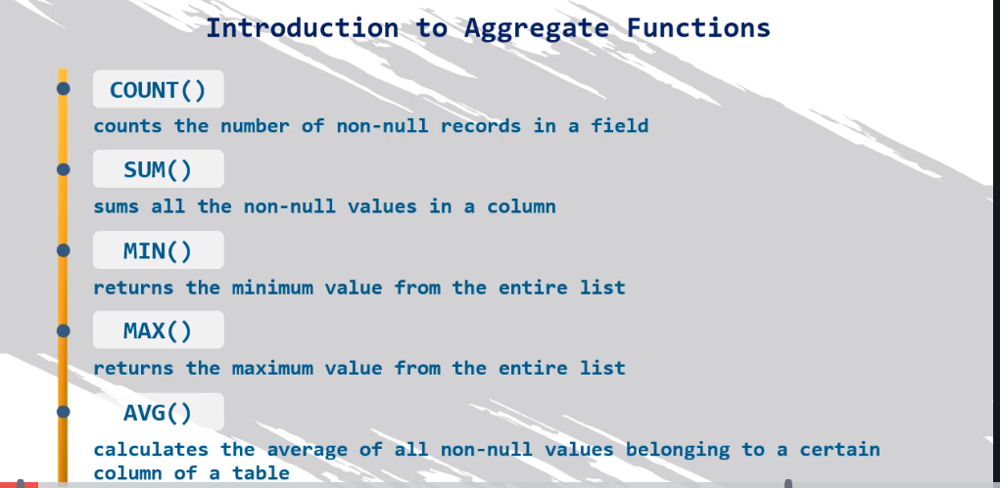 Introduction to Aggregate Functions
COUNT()
counts the number of non-null records in a field
SUM()
sums all the non-null values in a column
MIN()
returns the minimum value from the entire list
MAX()
returns the maximum value from the entire list
AVG()
calculates the average of all non-null values belonging to a certain
column of a table